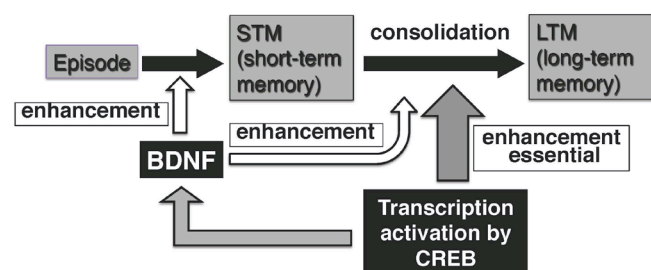 Episode
STM
(short-term
memory)
consolidation
LTM
(long-term
memory)
enhancement
BDNF
enhancement
enhancement
essential
Transcription
activation by
CREB